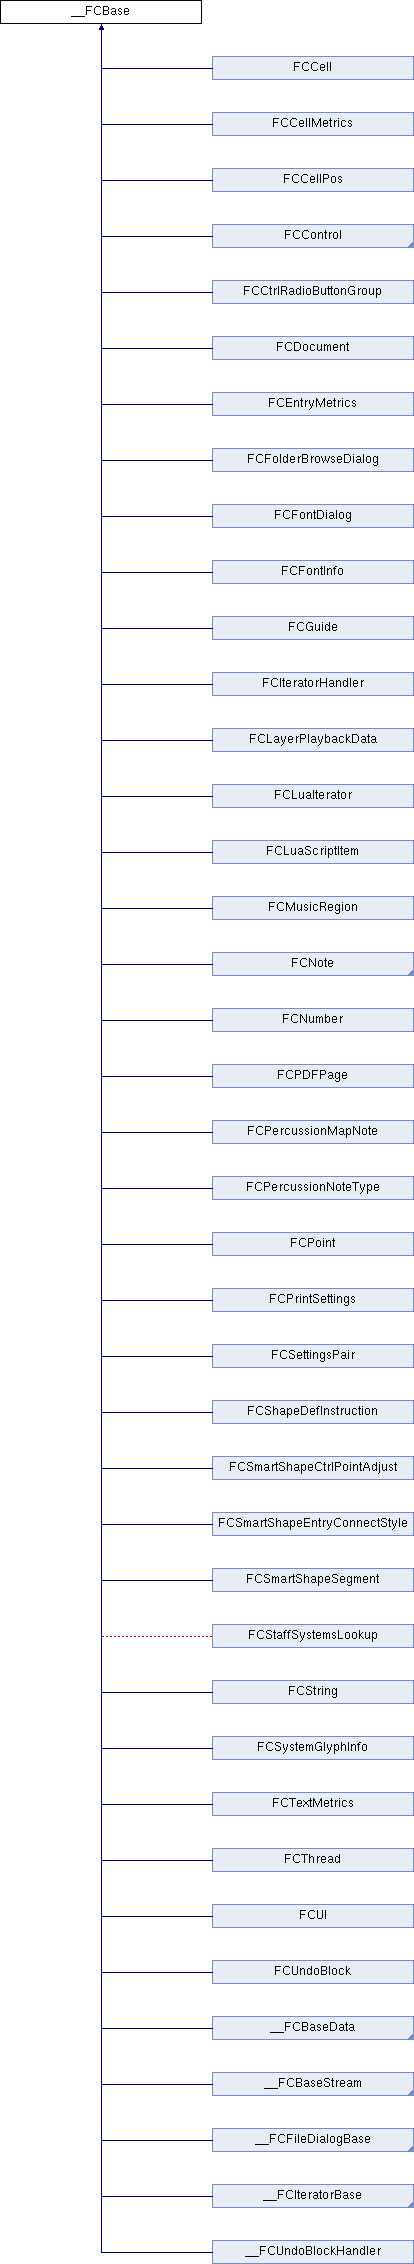 __FCBase
FCCell
FCCellMetrics
FCCellPos
FCControl
FCCtrlRadioButtonGroup
FCDocument
FCEntryMetrics
FCFolderBrowseDialog
FCFontDialog
FCFontInfo
FCGuide
FCIteratorHandler
FCLayerPlaybackData
FCLuaIterator
FCLuaScriptItem
FCMusicRegion
FCNote
FCNumber
FCPDFPage
FCPercussionMapNote
FCPercussionNoteType
FCPoint
FCPrintSettings
FCSettingsPair
FCShapeDefInstruction
FCSmartShapeCtrlPointAdjust
FCSmartShapeEntryConnectStyle
FCSmartShapeSegment
FCStaffSystemsLookup
FCString
FCSystemGlyphInfo
FCTextMetrics
FCThread
FCUI
FCUndoBlock
__FCBaseData
__FCBaseStream
__FCFileDialogBase
__FCIteratorBase
__FCUndoBlockHandler